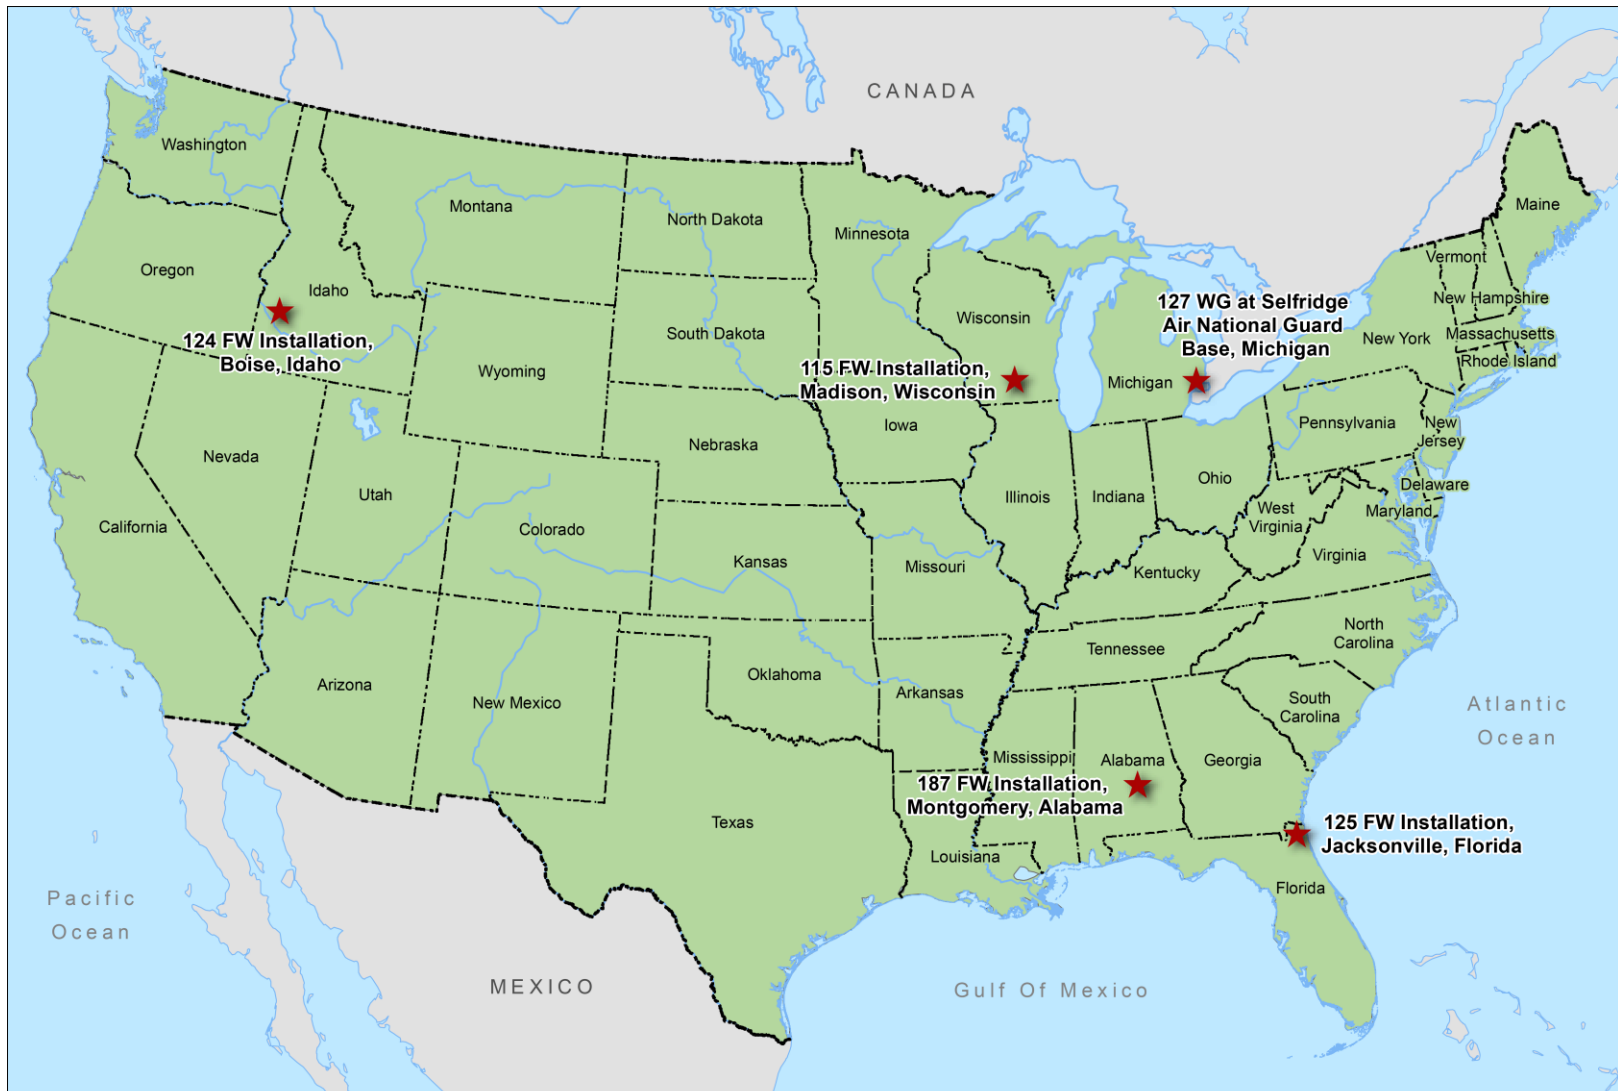 CANADA
Washington
Montana
North Dakota
Minnesota
Maine
Vermont
Oregon
Idaho
New Hampshire
127 WG at Selfridge
Air National Guard
Base, Michigan
Wisconsin
South Dakota
New York
Massachusetts
Rhode Island
124 FW Installation,
Boise, Idaho
Wyoming
115 FW Installation,
Madison, Wisconsin
Michigan
Iowa
Pennsylvania
New
Jersey
Nebraska
Nevada
Utah
Illinois
Indiana
Ohio
Delaware
West
Virginia
Maryland
California
Colorado
Kansas
Missouri
Kentucky
Virginia
North
Carolina
Tennessee
Oklahoma
Arkansas
Arizona
New Mexico
South
Carolina
Atlantic
Ocean
Mississippi
Alabama
Georgia
187 FW Installation,
Montgomery, Alabama
Texas
125 FW Installation,
Jacksonville, Florida
Louisiana
Florida
Pacific
Ocean
MEXICO
Gulf Of Mexico